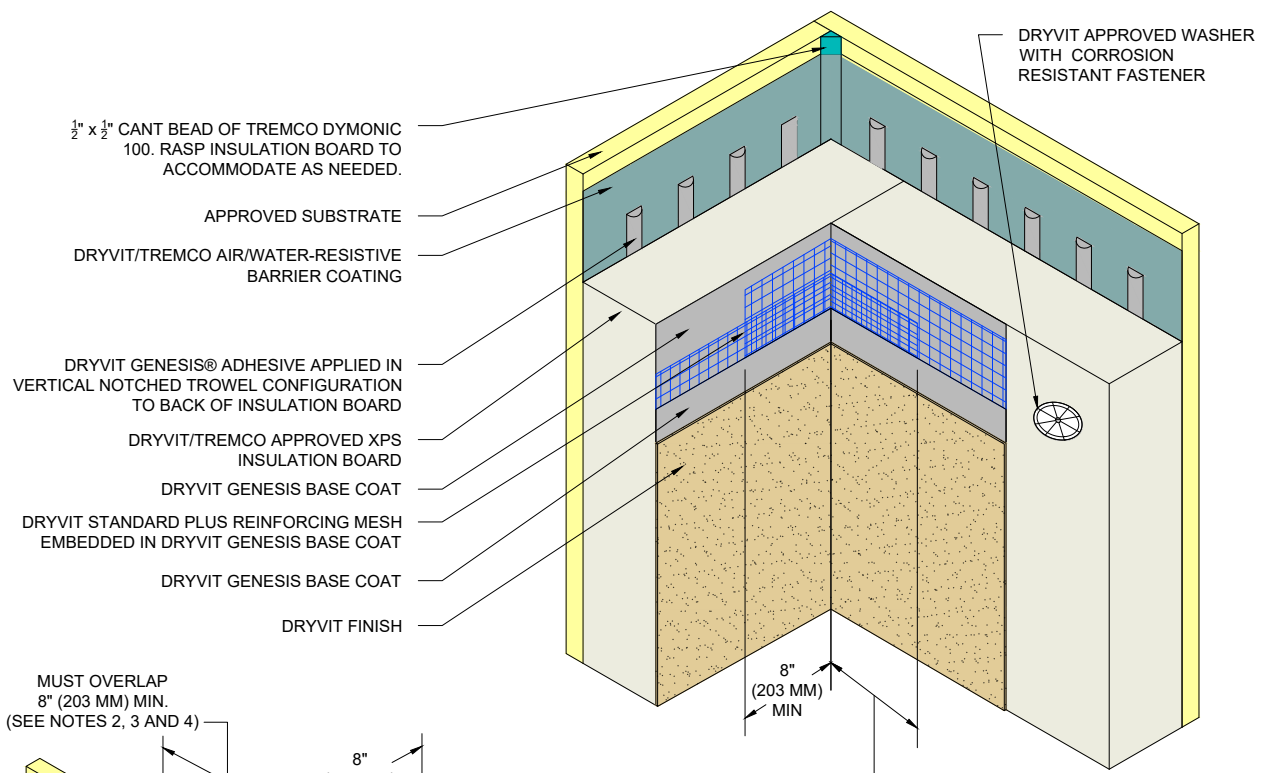 DRYVIT APPROVED WASHER
WITH CORROSION
RESISTANT FASTENER
1/2" x 1/2" CANT BEAD OF TREMCO DYMONIC
100. RASP INSULATION BOARD TO
ACCOMMODATE AS NEEDED.
APPROVED SUBSTRATE
DRYVIT/TREMCO AIR/WATER-RESISTIVE
BARRIER COATING
DRYVIT GENESIS® ADHESIVE APPLIED IN
VERTICAL NOTCHED TROWEL CONFIGURATION
TO BACK OF INSULATION BOARD
DRYVIT/TREMCO APPROVED XPS
INSULATION BOARD
DRYVIT GENESIS BASE COAT
DRYVIT STANDARD PLUS REINFORCING MESH
EMBEDDED IN DRYVIT GENESIS BASE COAT
DRYVIT GENESIS BASE COAT
DRYVIT FINISH
8"
(203 MM)
MIN
MUST OVERLAP
8" (203 MM) MIN.
(SEE NOTES 2, 3 AND 4)
8"